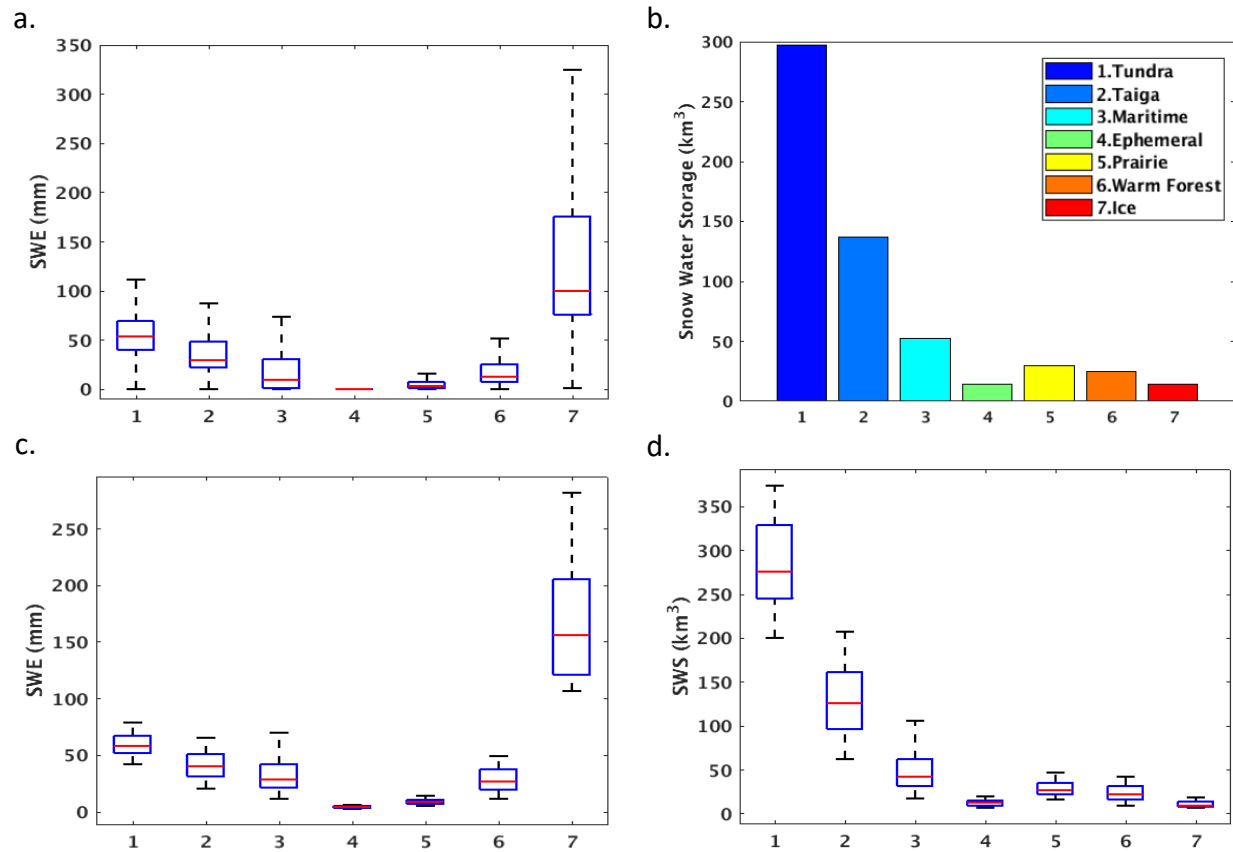 a.
350
300
250
200
150
100
50
0
SWE (mm)
1 2 3 4 5 6 7
b.
300
250
200
150
100
50
0
Snow Water Storage (km³)
1.Tundra
2.Taiga
3.Maritime
4.Ephemeral
5.Prairie
6.Warm Forest
7.Ice
1 2 3 4 5 6 7
c.
250
200
150
100
50
0
SWE (mm)
1 2 3 4 5 6 7
d.
350
300
250
200
150
100
50
0
SWS (km³)
1 2 3 4 5 6 7